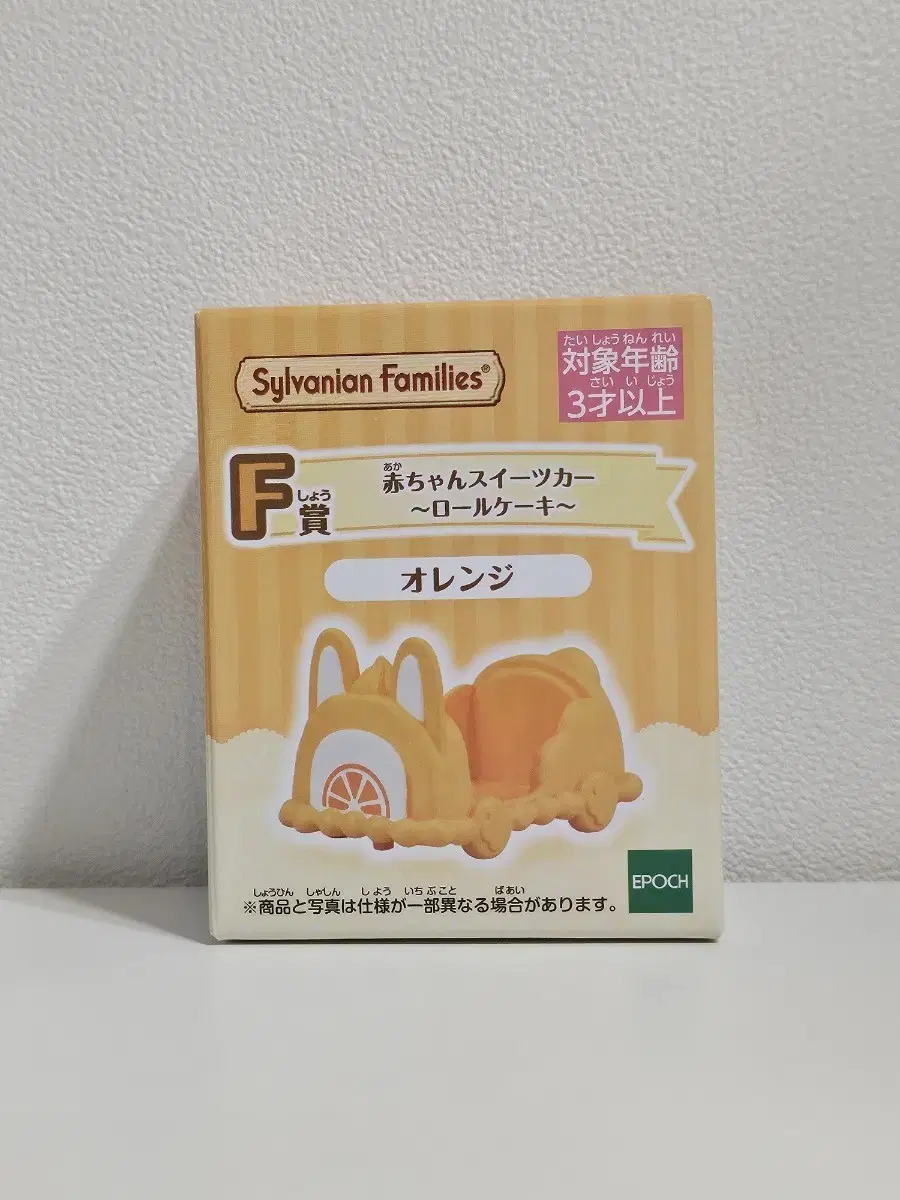 Sylvanian Families®
たいしょうねんれい
対象年齢
さいいじょう
3才以上
F賞
しょう
あか
赤ちゃんスイーツカー
～ロールケーキ～
オレンジ
EPOCH
しょうひん しゃしん しよう いちぶこと ばあい
※商品と写真は仕様が一部異なる場合があります。